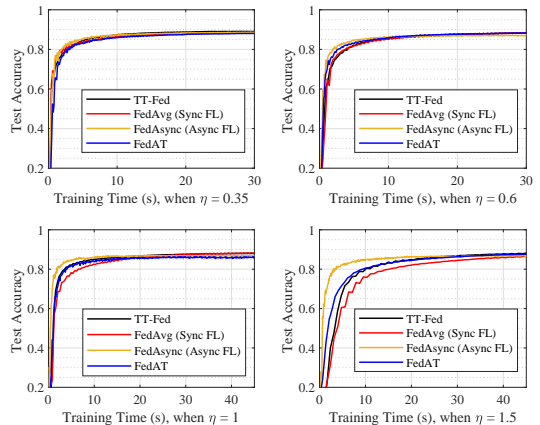 Test Accuracy
1
0.8
0.6
0.4
0.2
TT-Fed
FedAvg (Sync FL)
FedAsync (Async FL)
FedAT
0 10 20 30
Training Time (s), when η = 0.35
Test Accuracy
1
0.8
0.6
0.4
0.2
TT-Fed
FedAvg (Sync FL)
FedAsync (Async FL)
FedAT
0 10 20 30
Training Time (s), when η = 0.6
Test Accuracy
1
0.8
0.6
0.4
0.2
TT-Fed
FedAvg (Sync FL)
FedAsync (Async FL)
FedAT
0 10 20 30 40
Training Time (s), when η = 1
Test Accuracy
1
0.8
0.6
0.4
0.2
TT-Fed
FedAvg (Sync FL)
FedAsync (Async FL)
FedAT
0 10 20 30 40
Training Time (s), when η = 1.5